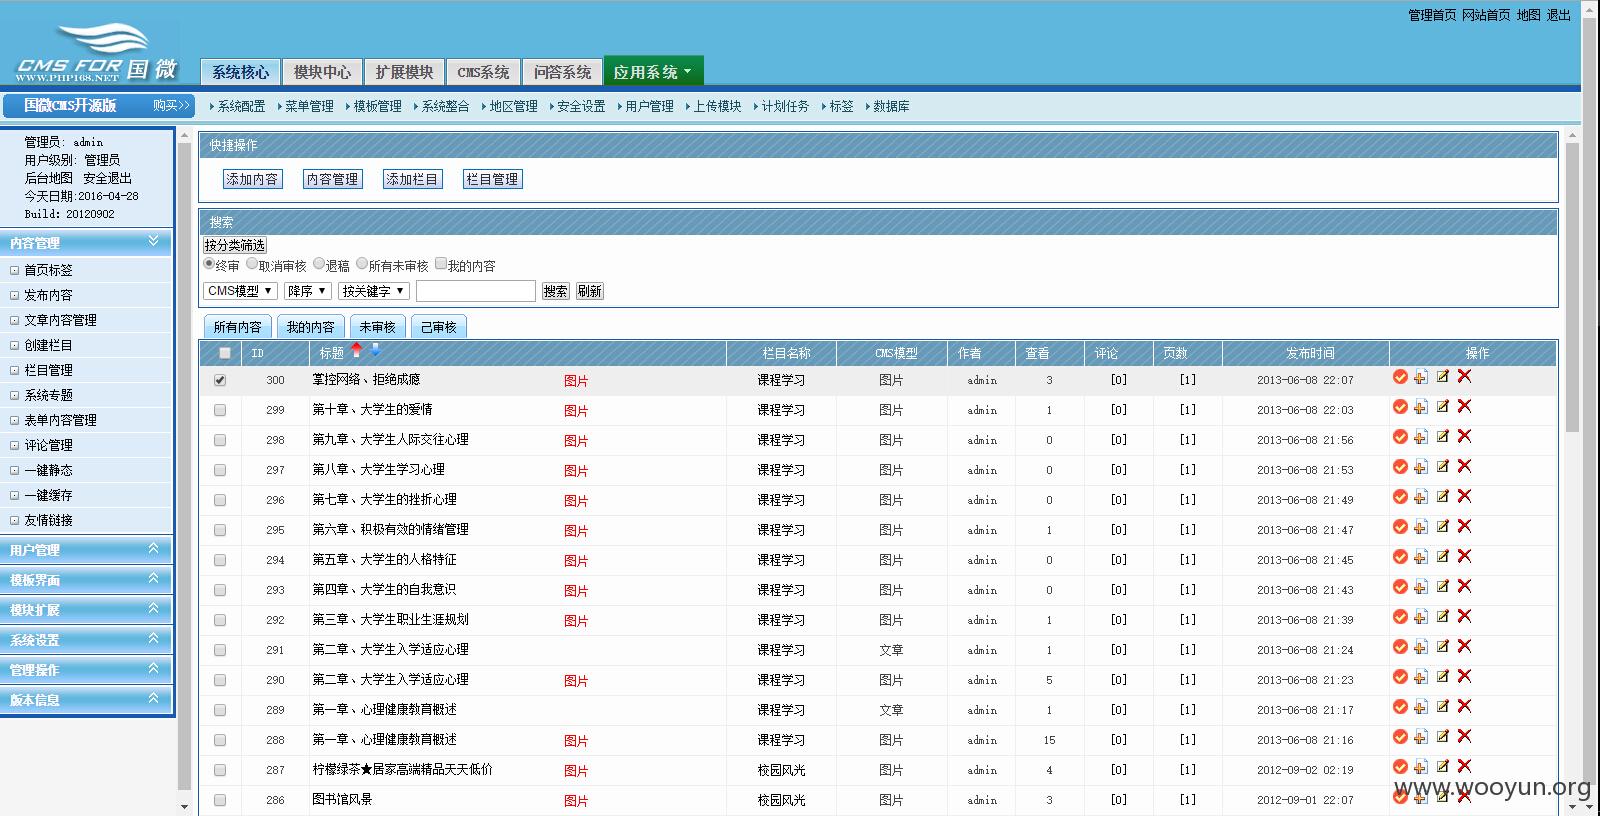 管理首页 网站首页 地图 退出
CMS FOR 国微
WWW.PHP168.NET
系统核心 模块中心 扩展模块 CMS系统 问答系统 应用系统
国微CMS开源版 购买>>
系统配置 菜单管理 模板管理 系统整合 地区管理 安全设置 用户管理 上传模块 计划任务 标签 数据库
管理员: admin
用户级别: 管理员
后台地图 安全退出
今天日期:2016-04-28
Build: 20120902
内容管理
首页标签
发布内容
文章内容管理
创建栏目
栏目管理
系统专题
表单内容管理
评论管理
一键静态
一键缓存
友情链接
用户管理
模板界面
模块扩展
系统设置
管理操作
版本信息
快捷操作
添加内容 内容管理 添加栏目 栏目管理
搜索
按分类筛选
终审 取消审核 退稿 所有未审核 我的内容
CMS模型 降序 按关键字 搜索 刷新
所有内容 我的内容 未审核 己审核
ID 标题 栏目名称 CMS模型 作者 查看 评论 页数 发布时间 操作
300 掌控网络、拒绝成瘾 图片 课程学习 图片 admin 3 [0] [1] 2013-06-08 22:07
299 第十章、大学生的爱情 图片 课程学习 图片 admin 1 [0] [1] 2013-06-08 22:03
298 第九章、大学生人际交往心理 图片 课程学习 图片 admin 0 [0] [1] 2013-06-08 21:56
297 第八章、大学生学习心理 图片 课程学习 图片 admin 0 [0] [1] 2013-06-08 21:53
296 第七章、大学生的挫折心理 图片 课程学习 图片 admin 0 [0] [1] 2013-06-08 21:49
295 第六章、积极有效的情绪管理 图片 课程学习 图片 admin 1 [0] [1] 2013-06-08 21:47
294 第五章、大学生的人格特征 图片 课程学习 图片 admin 0 [0] [1] 2013-06-08 21:45
293 第四章、大学生的自我意识 图片 课程学习 图片 admin 0 [0] [1] 2013-06-08 21:43
292 第三章、大学生职业生涯规划 图片 课程学习 图片 admin 1 [0] [1] 2013-06-08 21:39
291 第二章、大学生入学适应心理 课程学习 文章 admin 1 [0] [1] 2013-06-08 21:24
290 第二章、大学生入学适应心理 图片 课程学习 图片 admin 5 [0] [1] 2013-06-08 21:23
289 第一章、心理健康教育概述 课程学习 文章 admin 1 [0] [1] 2013-06-08 21:17
288 第一章、心理健康教育概述 图片 课程学习 图片 admin 15 [0] [1] 2013-06-08 21:16
287 柠檬绿茶★居家高端精品天天低价 图片 校园风光 图片 admin 4 [0] [1] 2012-09-02 02:19
286 图书馆风景 图片 校园风光 图片 admin 3 [0] [1] 2012-09-01 22:07
www.wooyun.org